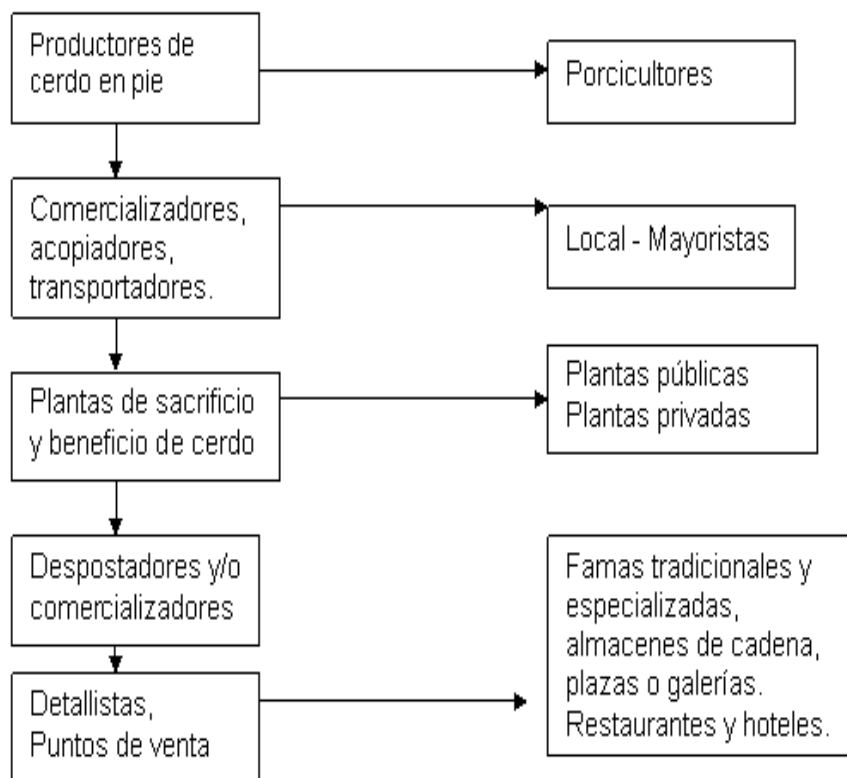 Productores de
cerdo en pie
Porcicultores
Comercializadores,
acopiadores,
transportadores.
Local - Mayoristas
Plantas de sacrificio
y beneficio de cerdo
Plantas públicas
Plantas privadas
Despostadores y/o
comercializadores
Famas tradicionales y
especializadas,
almacenes de cadena,
plazas o galerías.
Restaurantes y hoteles.
Detallistas,
Puntos de venta